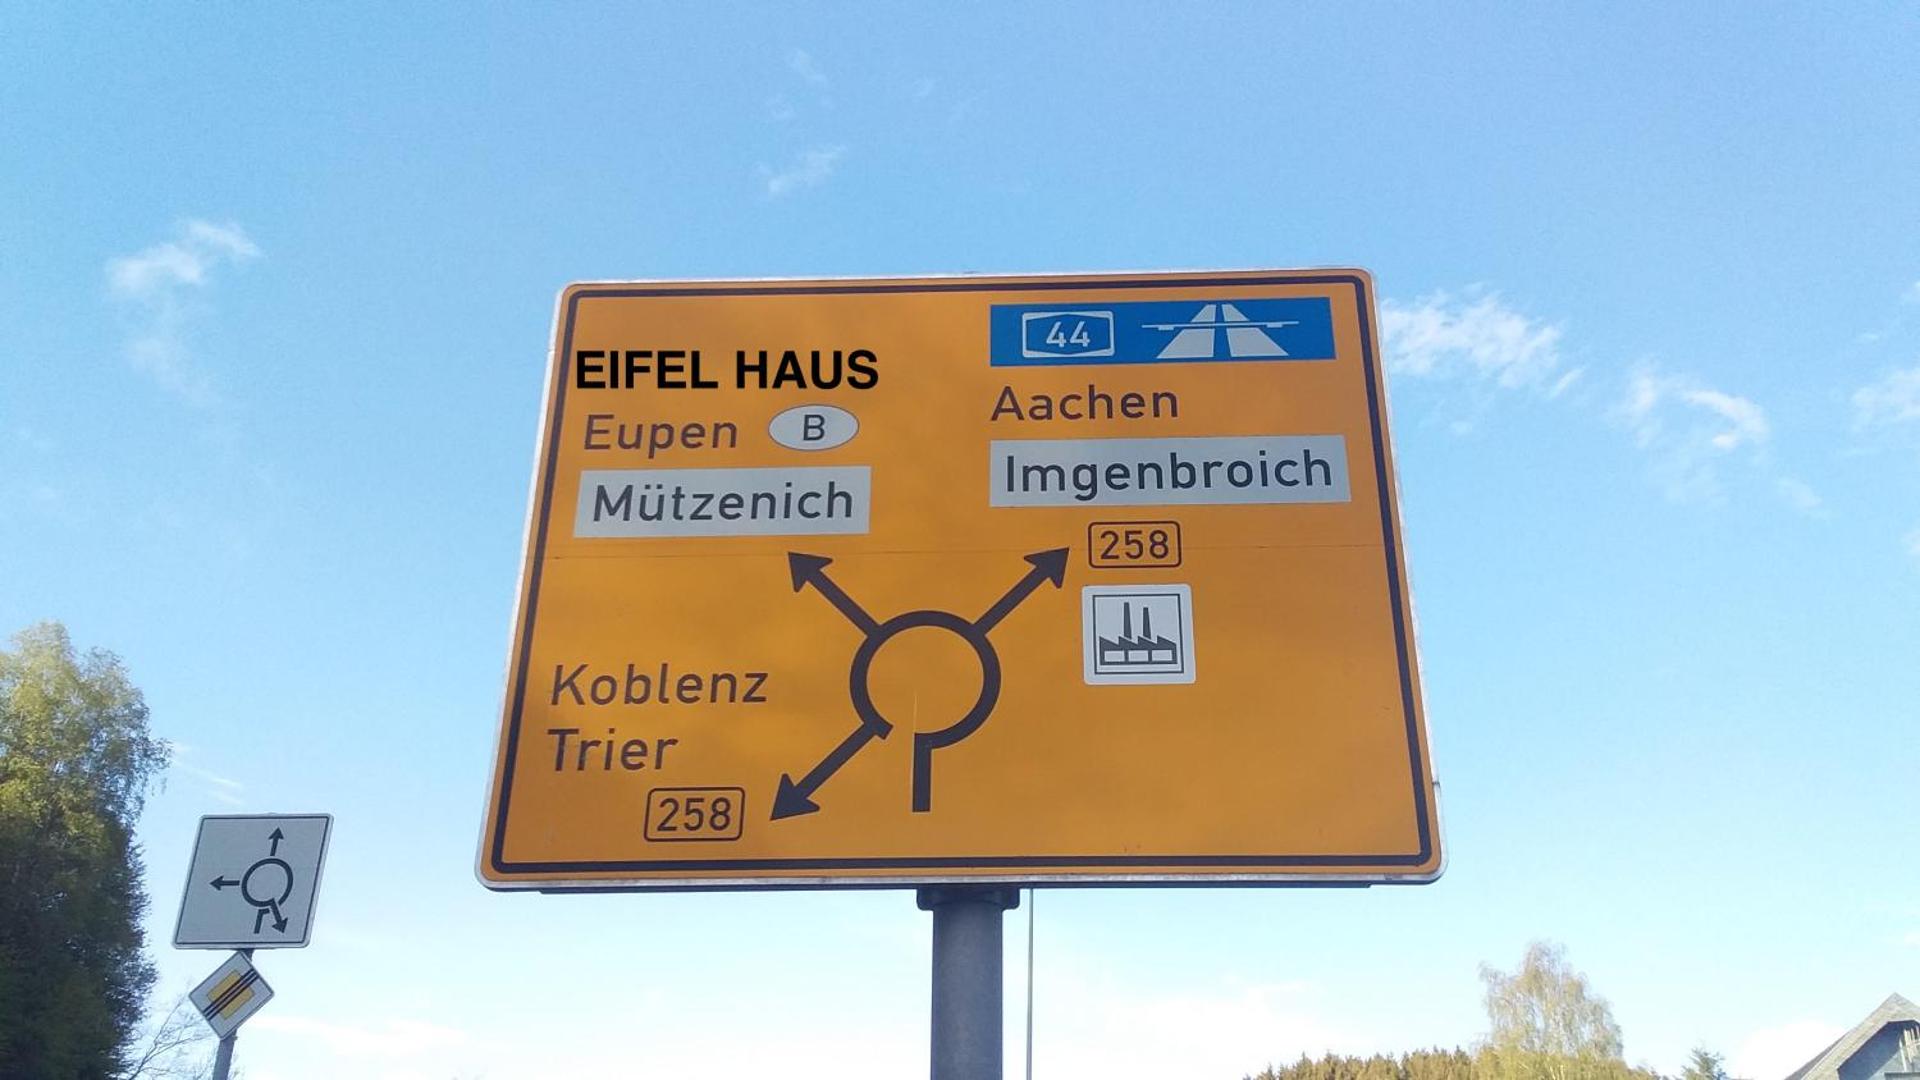 EIFEL HAUS
Eupen B
Mützenich
44
Aachen
Imgenbroich
258
Koblenz
Trier
258